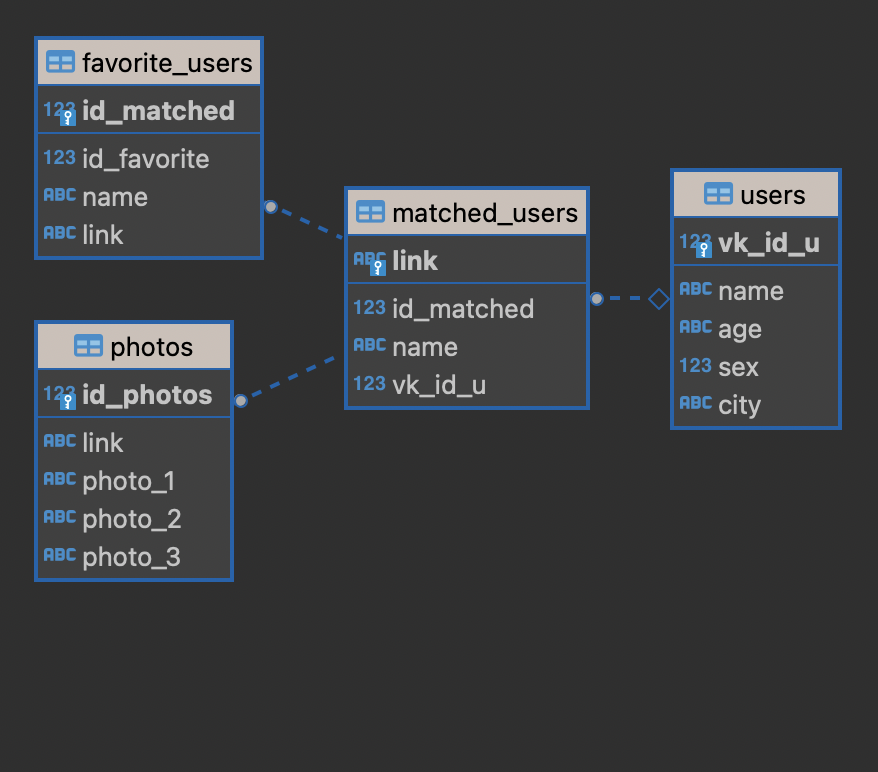 favorite_users
123 id_matched
123 id_favorite
ABC name
ABC link
matched_users
ABC link
123 id_matched
ABC name
123 vk_id_u
users
123 vk_id_u
ABC name
ABC age
123 sex
ABC city
photos
123 id_photos
ABC link
ABC photo_1
ABC photo_2
ABC photo_3